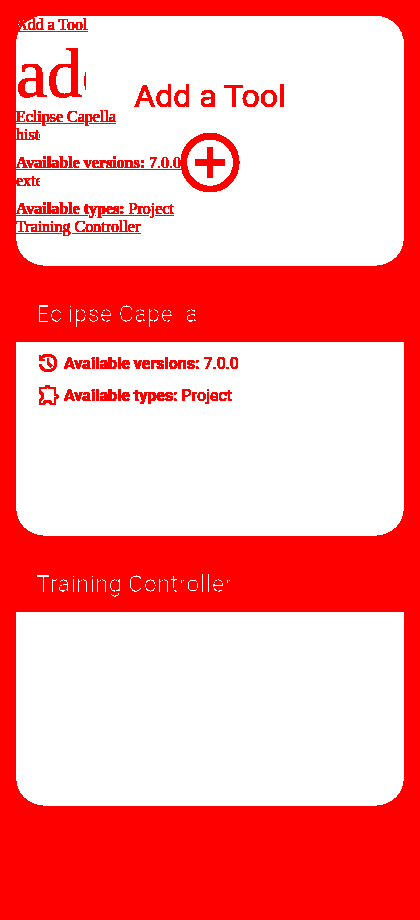 Add a Tool
add
Eclipse Capella
hist
Available versions: 7.0.0
exte
Available types: Project
Training Controller
Add a Tool
Eclipse Capella
Available versions: 7.0.0
Available types: Project
Training Controller